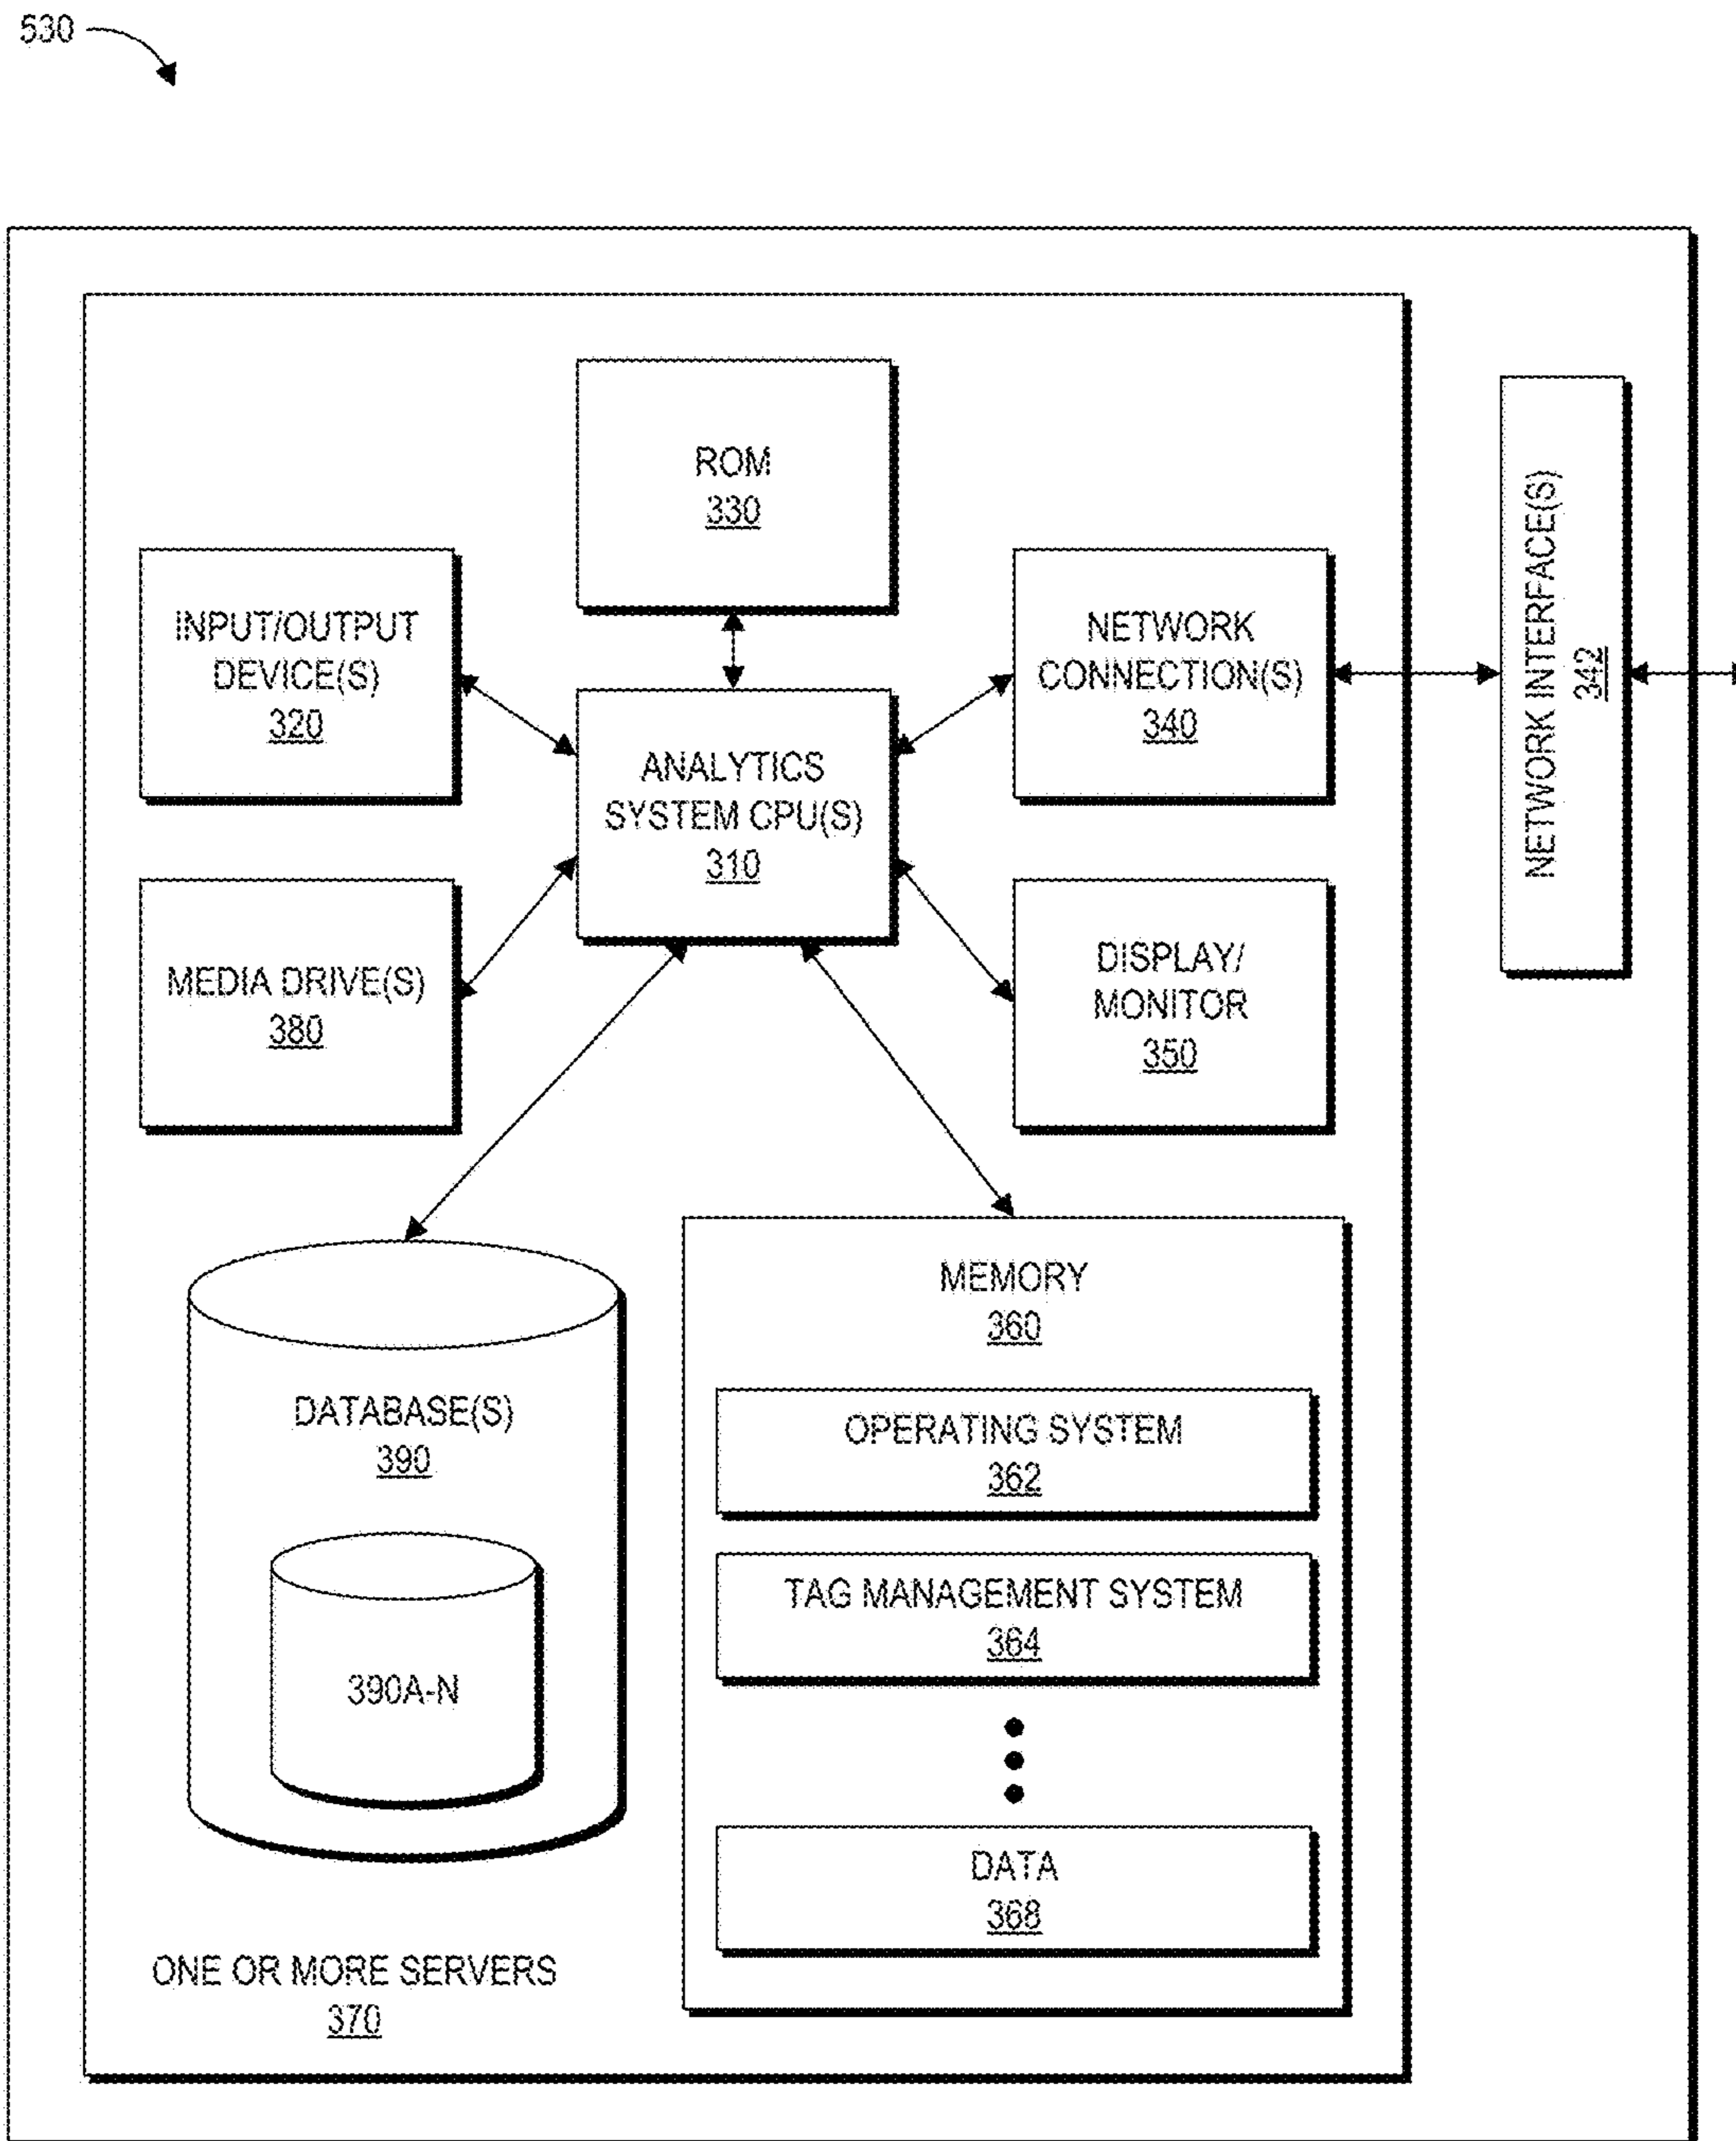 530
ROM
330
INPUT/OUTPUT
DEVICE(S)
320
NETWORK
CONNECTION(S)
340
NETWORK INTERFACE(S)
342
ANALYTICS
SYSTEM CPU(S)
310
MEDIA DRIVE(S)
380
DISPLAY/
MONITOR
350
DATABASE(S)
390
390A-N
MEMORY
360
OPERATING SYSTEM
362
TAG MANAGEMENT SYSTEM
364
DATA
368
ONE OR MORE SERVERS
370